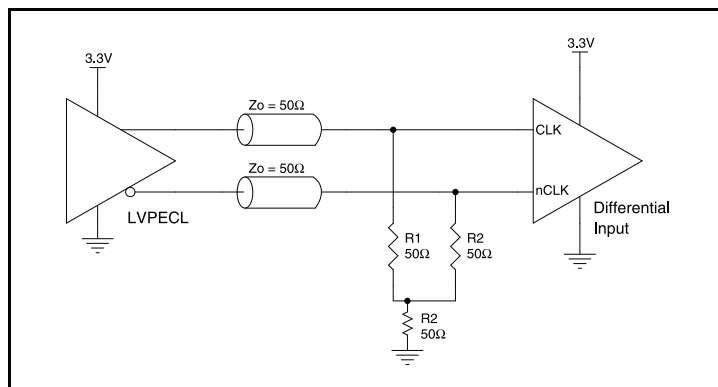 3.3V
3.3V
Zo = 50Ω
CLK
Zo = 50Ω
nCLK
LVPECL
Differential
Input
R1
50Ω
R2
50Ω
R2
50Ω